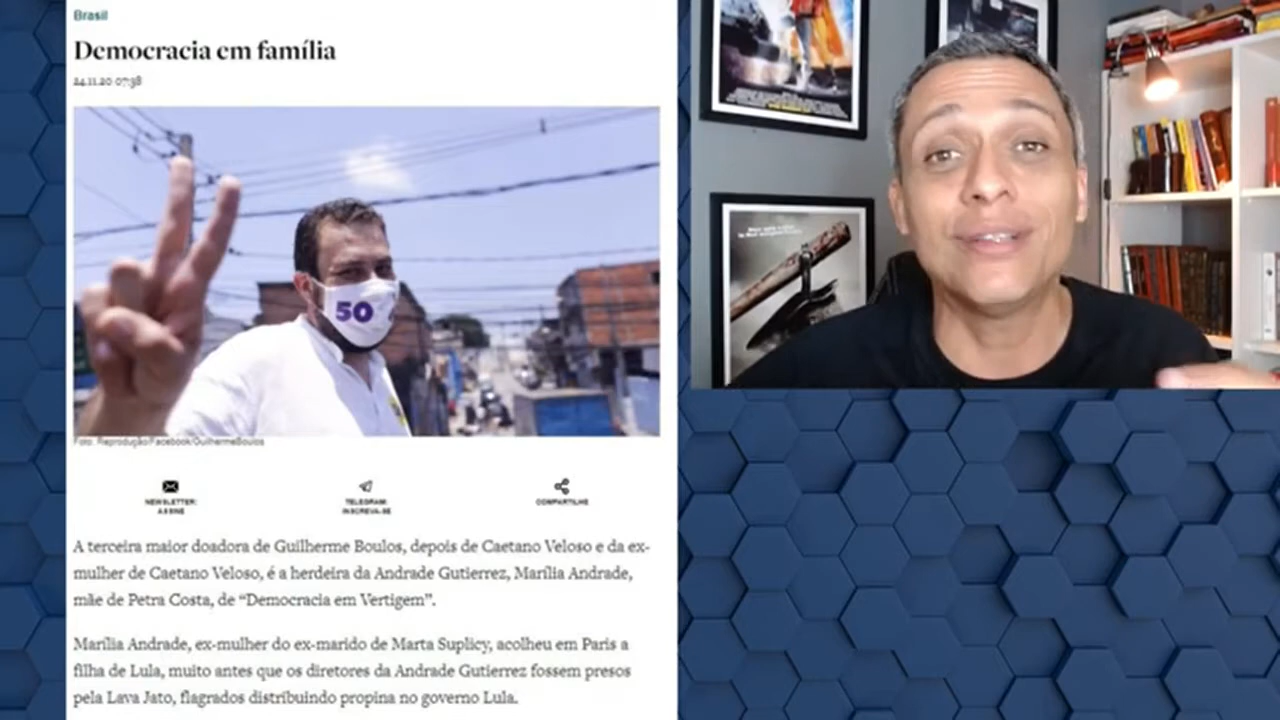 Brasil
Democracia em família
24.11.20 07:38
50
Foto: Reprodução/Facebook/GuilhermeBoulos
NEWSLETTER:
ASSINE
TELEGRAM:
INSCREVA-SE
COMPARTILHE
A terceira maior doadora de Guilherme Boulos, depois de Caetano Veloso e da ex-
mulher de Caetano Veloso, é a herdeira da Andrade Gutierrez, Marília Andrade,
mãe de Petra Costa, de “Democracia em Vertigem”.
Marília Andrade, ex-mulher do ex-marido de Marta Suplicy, acolheu em Paris a
filha de Lula, muito antes que os diretores da Andrade Gutierrez fossem presos
pela Lava Jato, flagrados distribuindo propina no governo Lula.